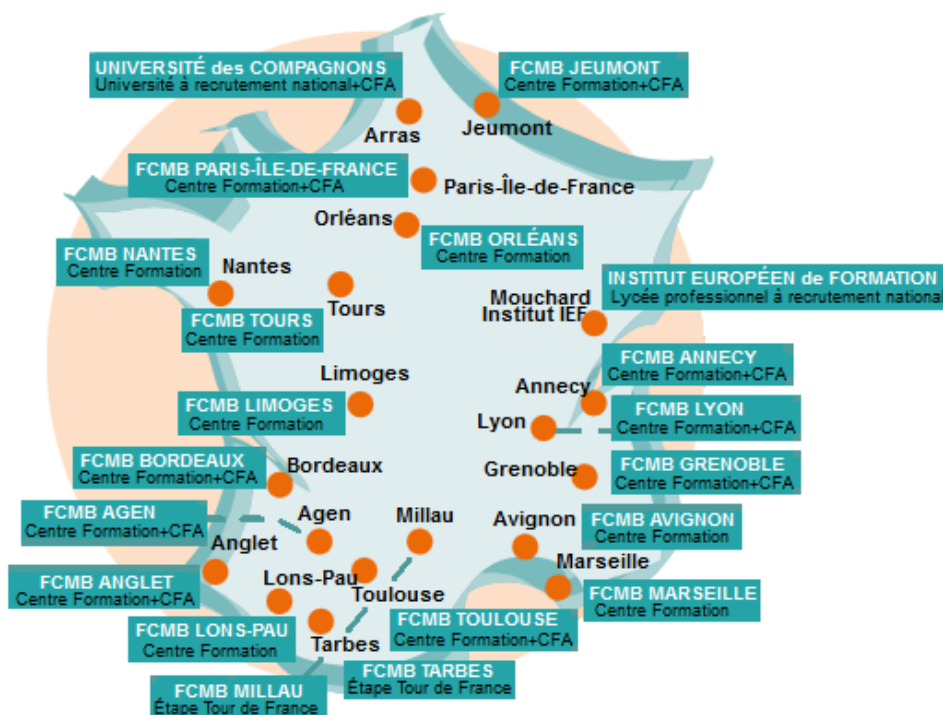 UNIVERSITÉ des COMPAGNONS
Université à recrutement national+CFA
FCMB JEUMONT
Centre Formation+CFA
Arras
Jeumont
FCMB PARIS-ÎLE-DE-FRANCE
Centre Formation+CFA
Paris-Île-de-France
Orléans
FCMB ORLÉANS
Centre Formation
FCMB NANTES
Centre Formation
Nantes
INSTITUT EUROPÉEN de FORMATION
Lycée professionnel à recrutement national
Mouchard
Institut IEF
Tours
FCMB TOURS
Centre Formation
FCMB ANNECY
Centre Formation+CFA
Limoges
Annecy
FCMB LIMOGES
Centre Formation
Lyon
FCMB LYON
Centre Formation+CFA
FCMB BORDEAUX
Centre Formation+CFA
Bordeaux
Grenoble
FCMB GRENOBLE
Centre Formation+CFA
FCMB AGEN
Centre Formation+CFA
Agen
Millau
Avignon
FCMB AVIGNON
Centre Formation
Anglet
Marseille
FCMB ANGLET
Centre Formation+CFA
Lons-Pau
Toulouse
FCMB MARSEILLE
Centre Formation
FCMB LONS-PAU
Centre Formation
Tarbes
FCMB TOULOUSE
Centre Formation+CFA
FCMB TARBES
Étape Tour de France
FCMB MILLAU
Étape Tour de France